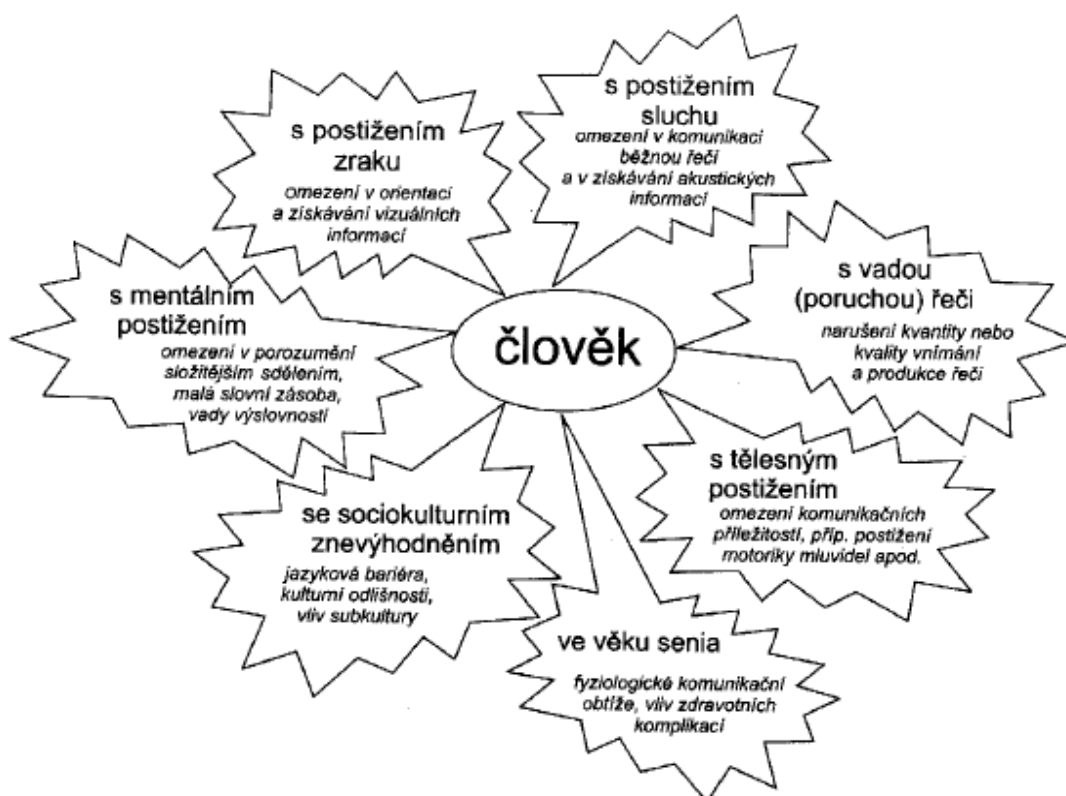 s postižením
sluchu
omezení v komunikaci
běžnou řečí
a v získávání akustických
informací
s postižením
zraku
omezení v orientaci
a získávání vizuálních
informací
s vadou
(poruchou) řeči
narušení kvantity nebo
kvality vnímání
a produkce řeči
s mentálním
postižením
omezení v porozumění
složitějším sdělením,
malá slovní zásoba,
vady výslovnosti
člověk
s tělesným
postižením
omezení komunikačních
příležitostí, příp. postižení
motoriky mluvidel apod.
se sociokulturním
znevýhodněním
jazyková bariéra,
kulturní odlišnosti,
vliv subkultury
ve věku senia
fyziologické komunikační
obtíže, vliv zdravotních
komplikací